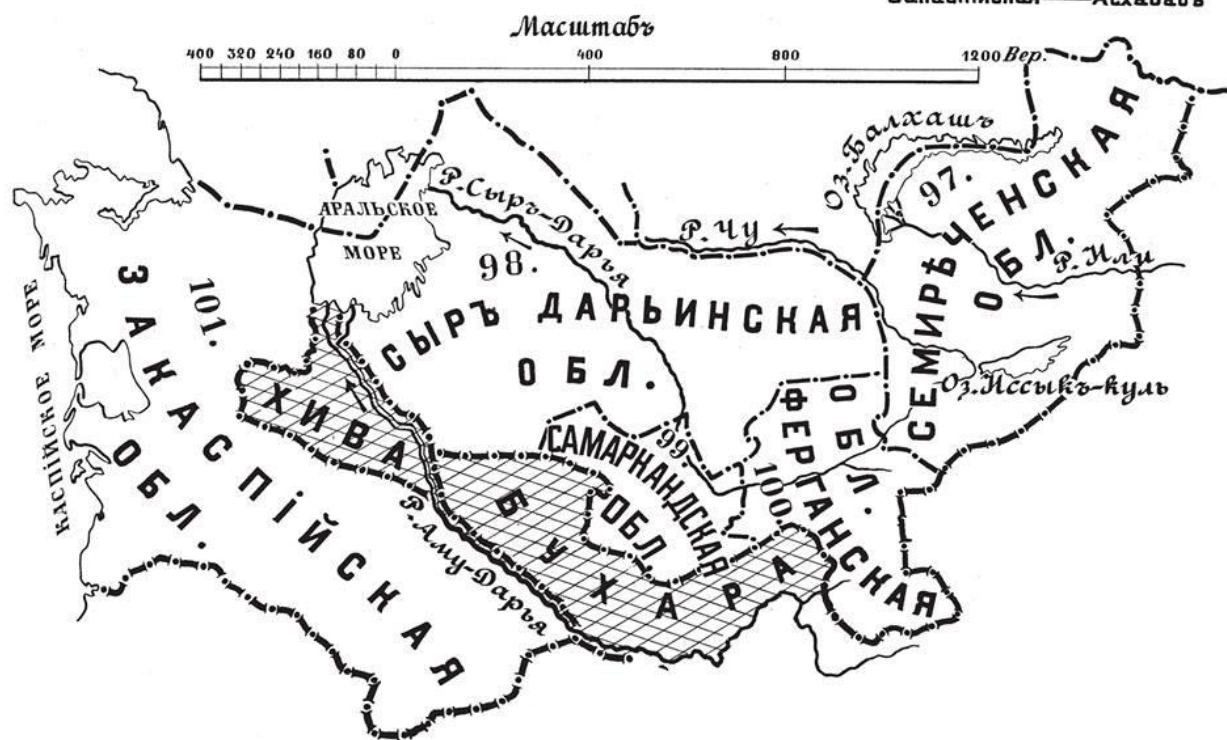 Закаспійская — Асхабадъ
Масштабъ
400 320 240 160 80 0 400 800 1200 Вер.
Оз. Балхашъ
97.
СЕМИРѢЧЕНСКАЯ
ОБЛ.
Р. Или
Оз. Иссыкъ-куль
Р. Чу
АРАЛЬСКОЕ
МОРЕ
Р. Сыръ-Дарья
98.
СЫРЪ ДАРЬИНСКАЯ
ОБЛ.
КАСПІЙСКОЕ МОРЕ
101.
ЗАКАСПІЙСКАЯ
ОБЛ.
ХИВА
Р. Аму-Дарья
БУХАРА
99.
САМАРКАНДСКАЯ
ОБЛ
100.
ФЕРГАНСКАЯ
ОБЛ.